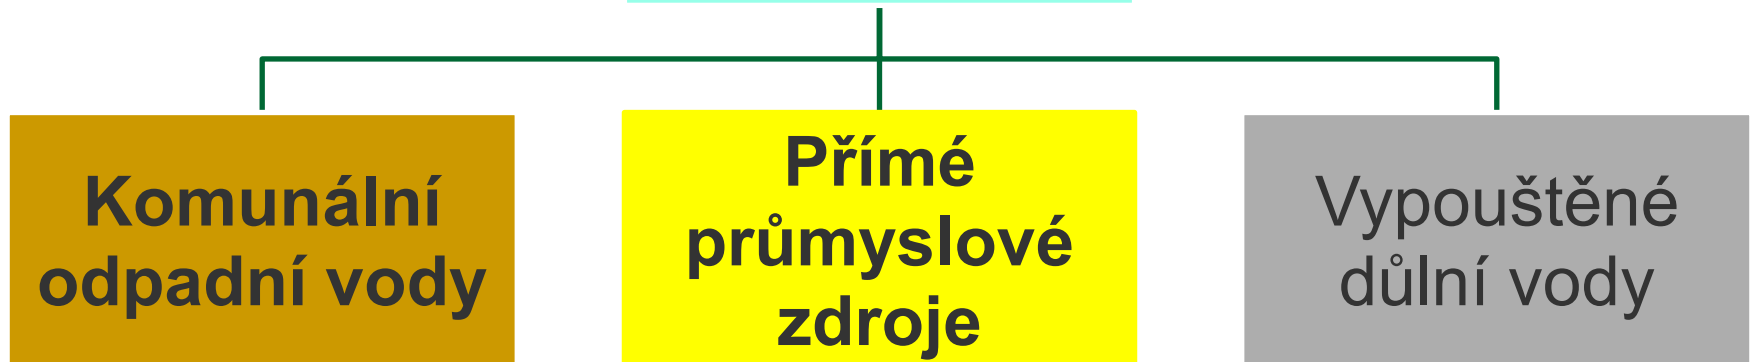 Komunální
odpadní vody
Přímé
průmyslové
zdroje
Vypouštěné
důlní vody